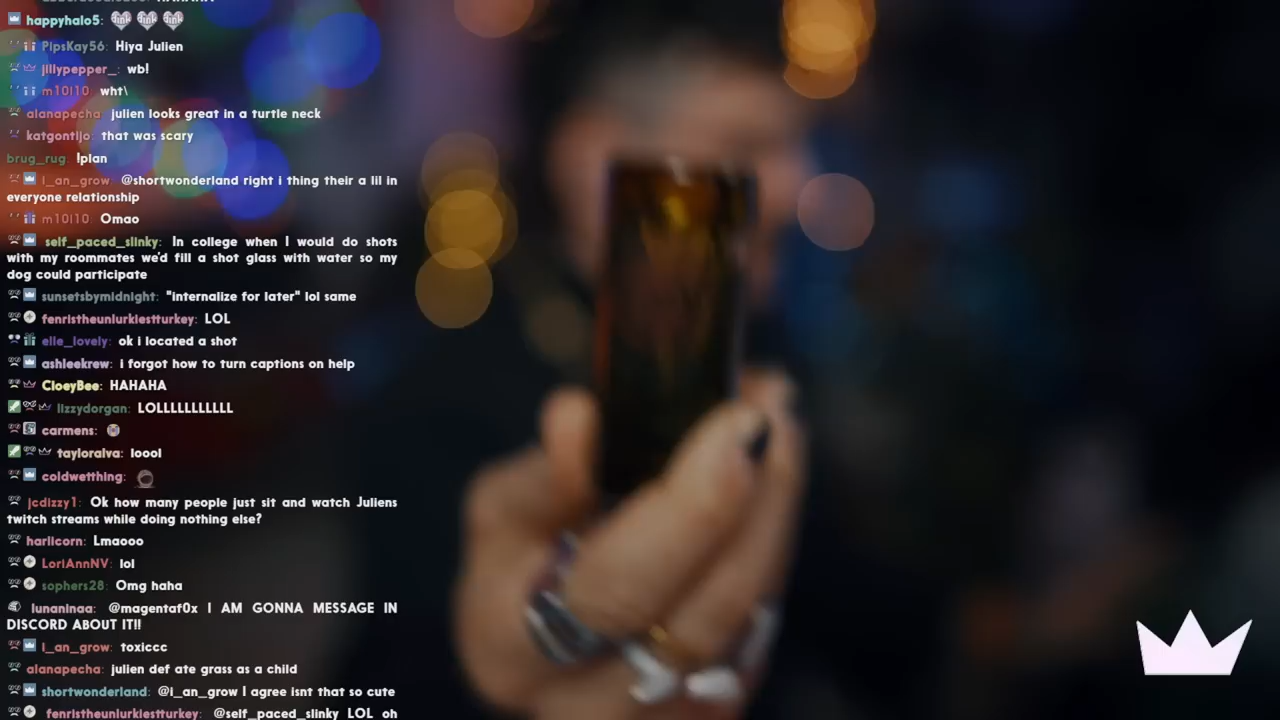 happyhalo5:
PipsKay56: Hiya Julien
jillypepper_: wb!
m10l10: wht\
alanapecha: julien looks great in a turtle neck
katgontijo: that was scary
brug_rug: !plan
i_an_grow: @shortwonderland right i thing their a lil in
everyone relationship
m10l10: Omao
self_paced_slinky: In college when I would do shots
with my roommates we'd fill a shot glass with water so my
dog could participate
sunsetsbymidnight: "Internalize for later" lol same
fenristheunlurkiestturkey: LOL
elle_lovely: ok i located a shot
ashleekrew: i forgot how to turn captions on help
CloeyBee: HAHAHA
lizzydorgan: LOLLLLLLLLLL
carmens:
tayloralva: loool
coldwetthing:
jcdizzy1: Ok how many people just sit and watch Juliens
twitch streams while doing nothing else?
harlicorn: Lmaooo
LoriAnnNV: lol
sophers28: Omg haha
lunaninaa: @magentaf0x I AM GONNA MESSAGE IN
DISCORD ABOUT IT!!
i_an_grow: toxiccc
alanapecha: julien def ate grass as a child
shortwonderland: @i_an_grow I agree isnt that so cute
fenristheunlurkiestturkey: @self_paced_slinky LOL oh